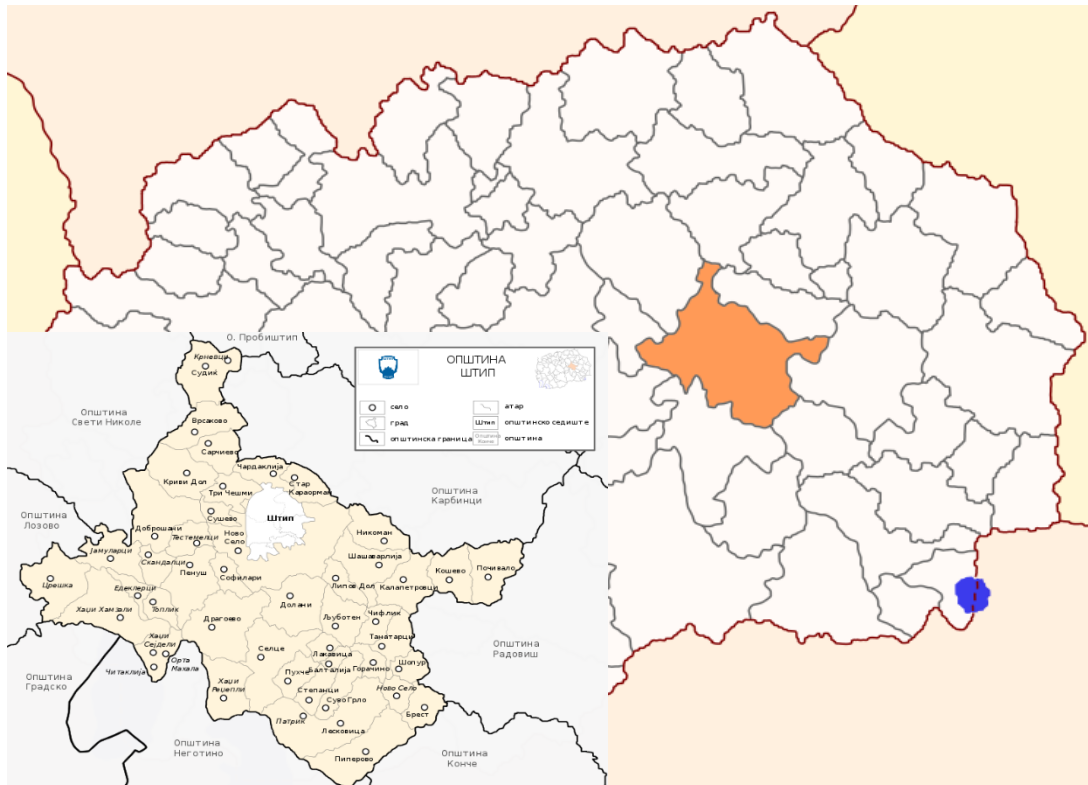 О. Пробиштип
ОПШТИНА
ШТИП
село
град
општинска граница
атар
Штип
општинско седиште
Општина
Конче
општина
Крневци
Судиќ
Општина
Свети Николе
Врсаково
Сарчиево
Чардаклија
Криви Дол
Стар
Караорман
Три Чешми
Општина
Карбинци
Општина
Лозово
Сушево
Штип
Доброшани
Тестемелци
Ново
Село
Никоман
Јамуларци
Скандалци
Шашаварлија
Пенуш
Софилари
Кошево
Почивало
Црешка
Липов Дол
Калапетровци
Едеклерци
Хаџи Хамзали
Топлик
Долани
Драгоево
Љуботен
Чифлик
Хаџи
Сејдели
Танатарци
Општина
Радовиш
Орта
Махала
Читаклија
Селце
Лакавица
Балталија
Горачино
Шопур
Општина
Градско
Хаџи
Реџепли
Пухче
Степанци
Суво Грло
Ново Село
Брест
Патрик
Лесковица
Општина
Неготино
Пиперово
Општина
Конче